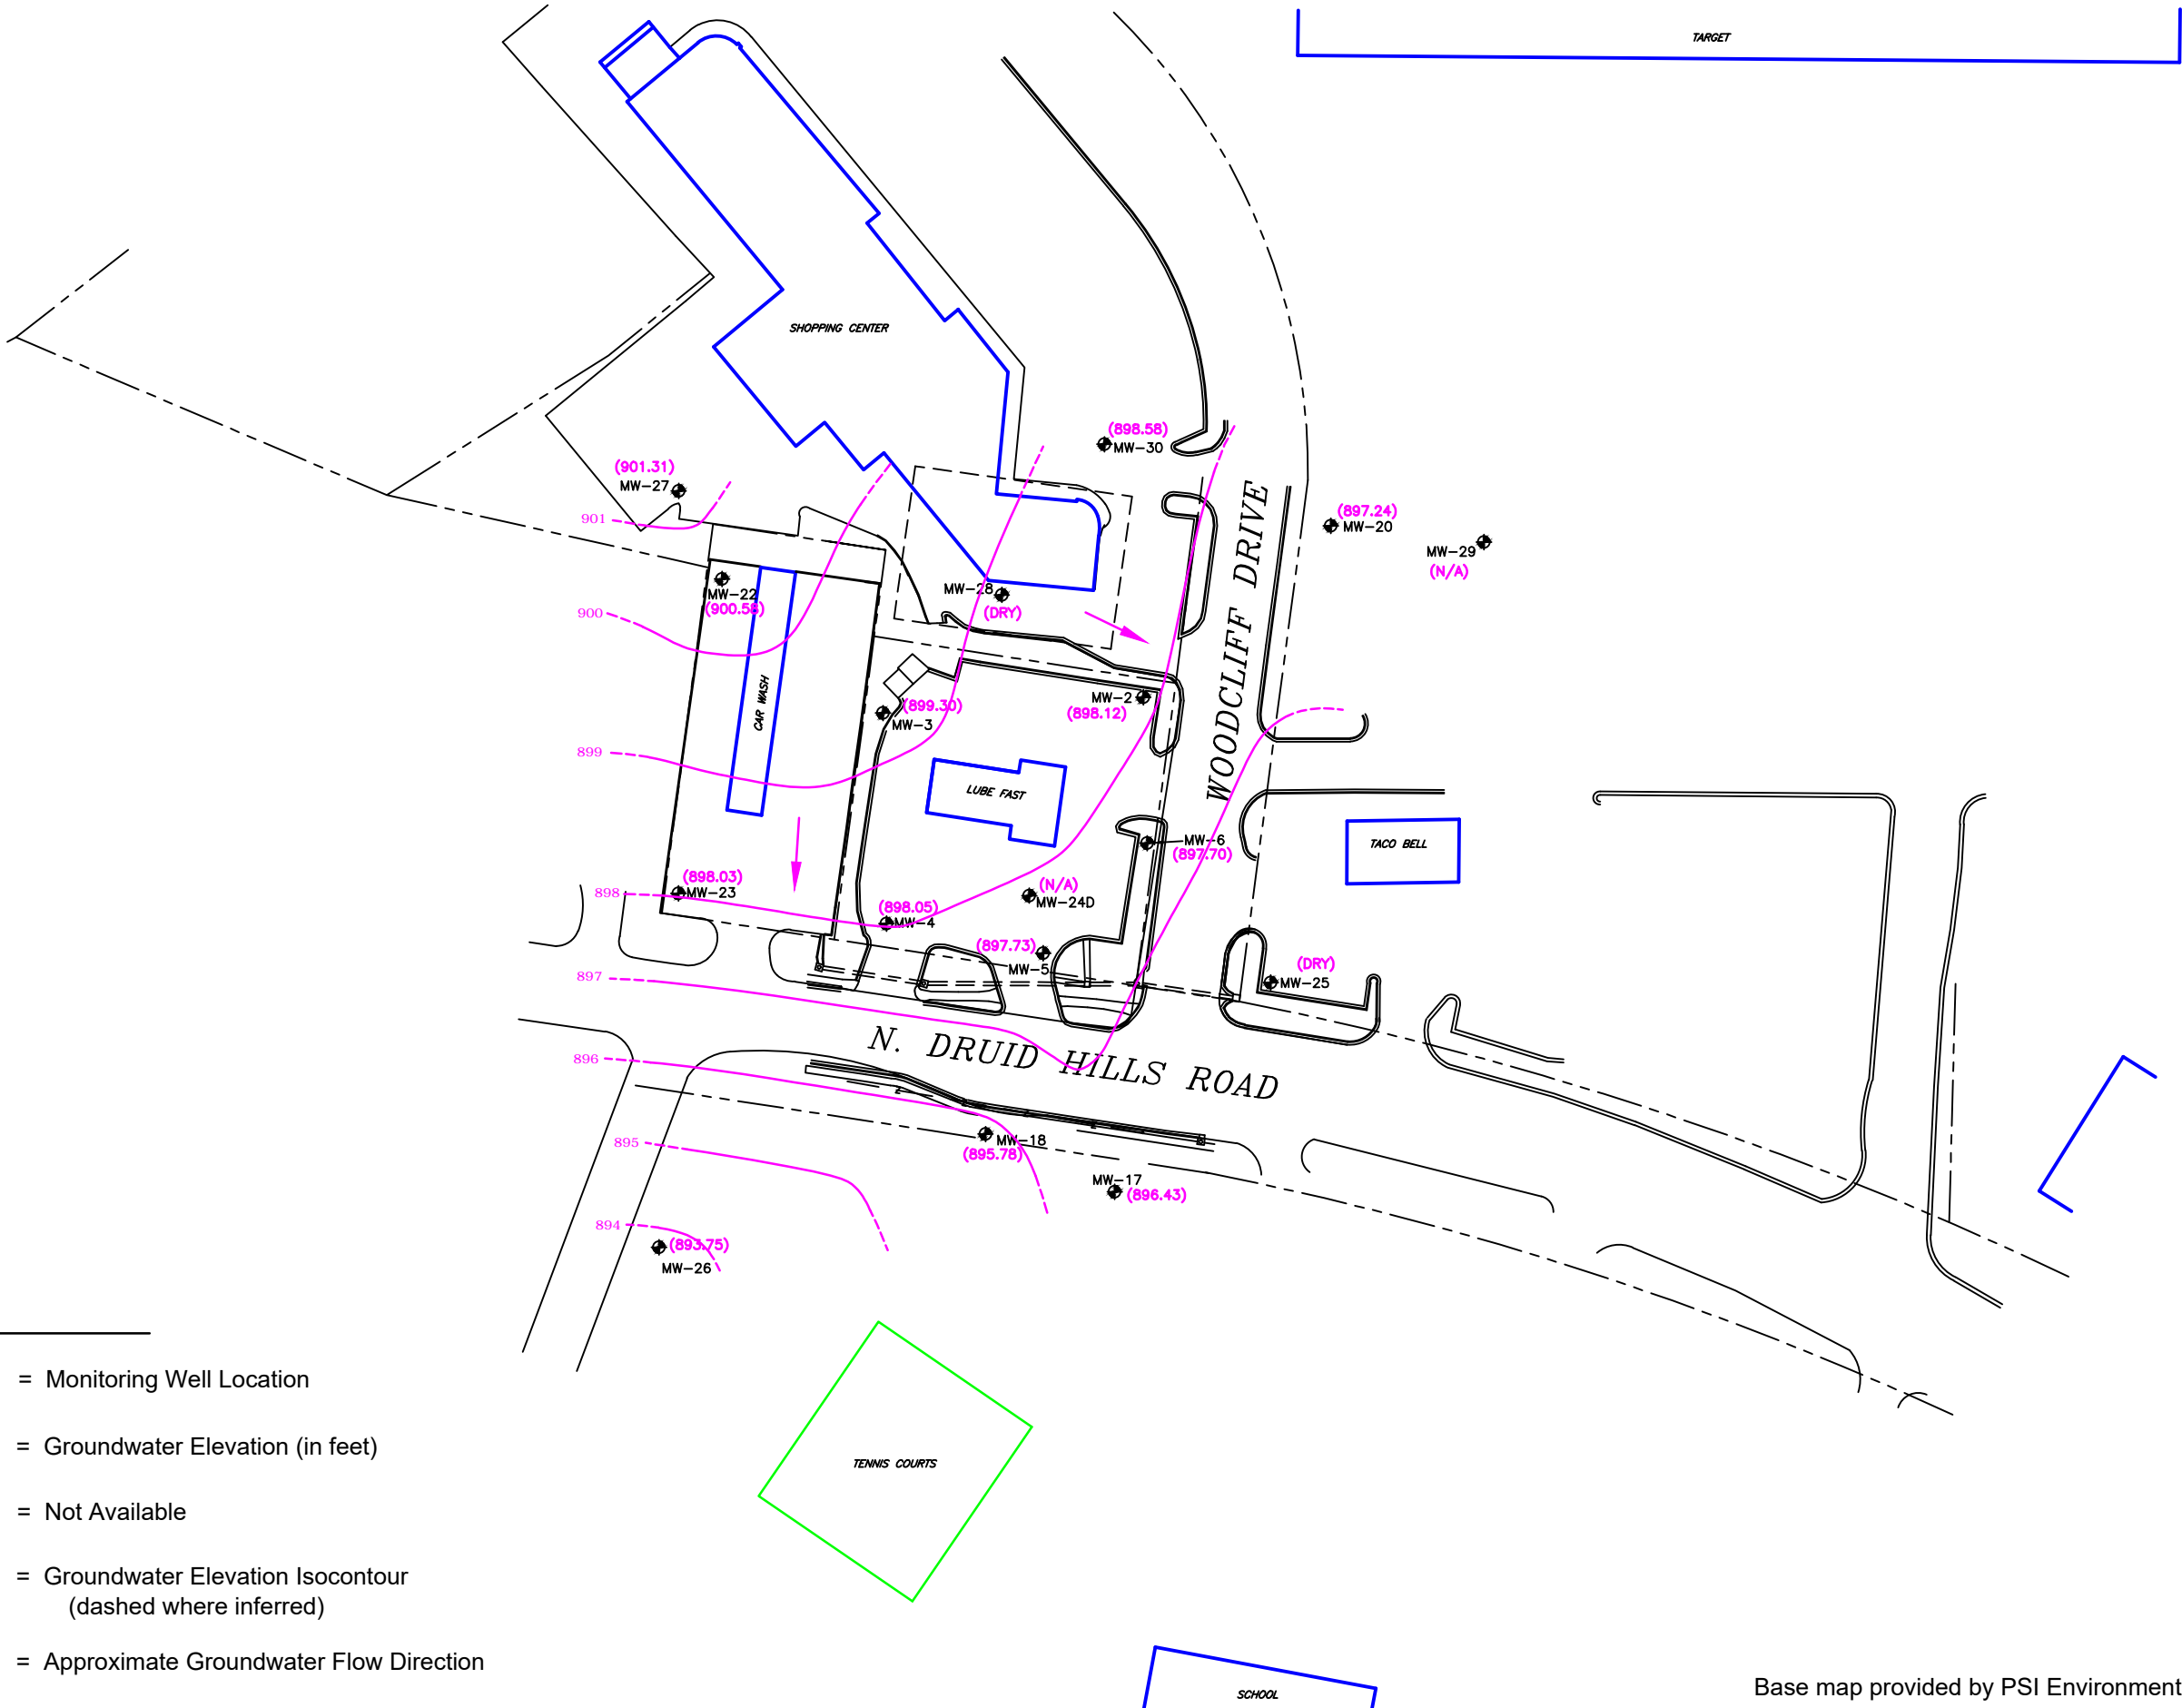 TARGET
SHOPPING CENTER
(898.58)
MW-30
(901.31)
MW-27
901
(897.24)
MW-20
MW-29
(N/A)
WOODCLIFF DRIVE
MW-22
(900.58)
MW-28
(DRY)
900
CAR WASH
MW-2
(898.12)
(899.30)
MW-3
899
LUBE FAST
MW-6
(897.70)
TACO BELL
898
(898.03)
MW-23
(N/A)
MW-24D
(898.05)
MW-4
(897.73)
MW-5
(DRY)
MW-25
897
N. DRUID HILLS ROAD
896
895
MW-18
(895.78)
MW-17
(896.43)
894
(893.75)
MW-26
= Monitoring Well Location
= Groundwater Elevation (in feet)
= Not Available
= Groundwater Elevation Isocontour
(dashed where inferred)
= Approximate Groundwater Flow Direction
TENNIS COURTS
SCHOOL
Base map provided by PSI Environment